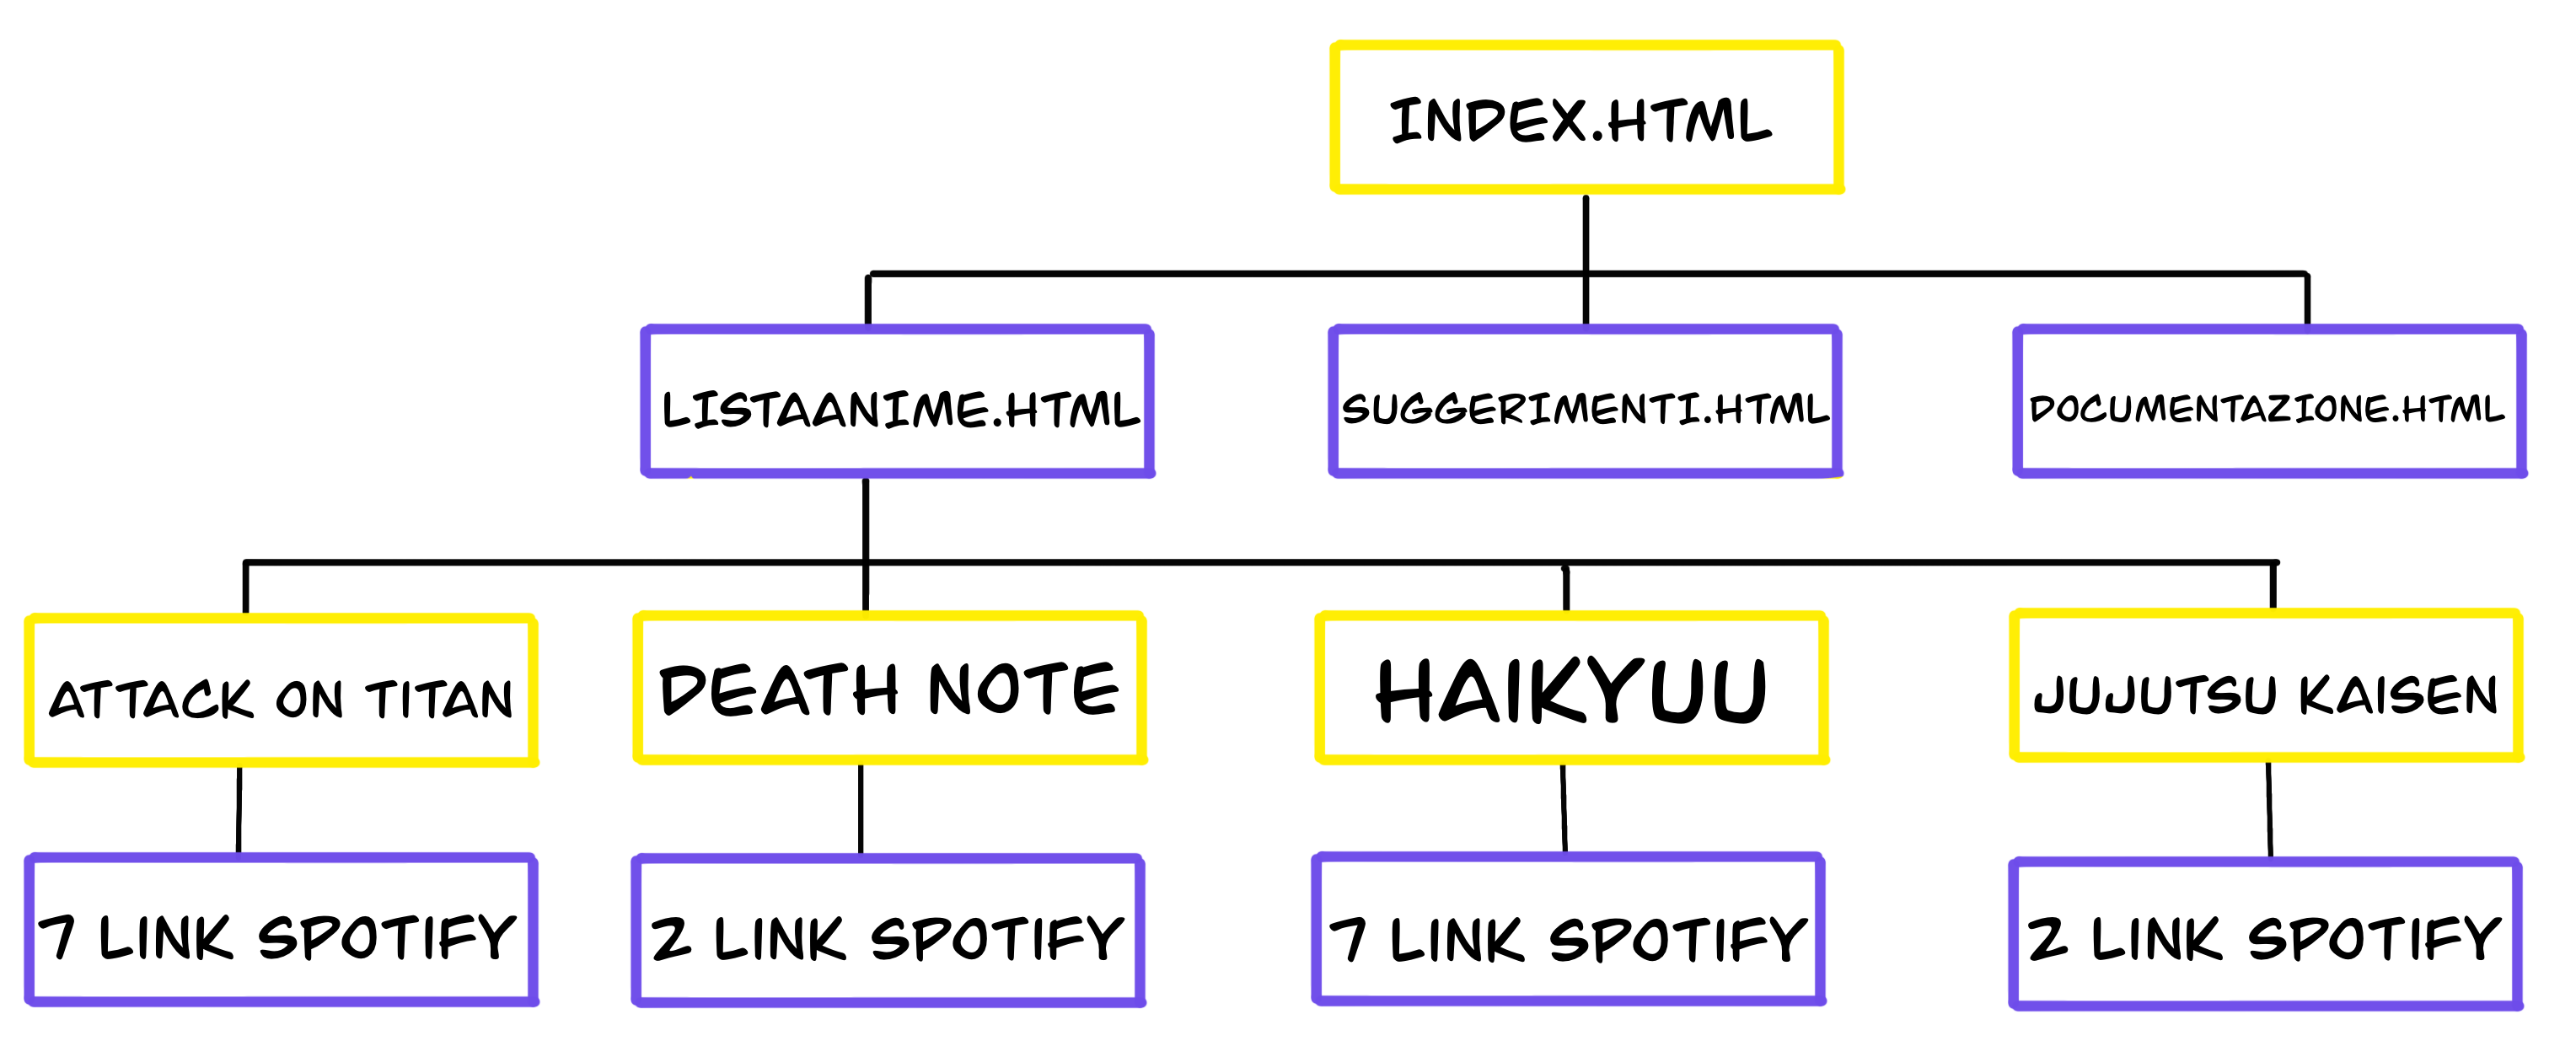 INDEX.HTML
LISTAANIME.HTML
SUGGERIMENTI.HTML
DOCUMENTAZIONE.HTML
ATTACK ON TITAN
DEATH NOTE
HAIKYUU
JUJUTSU KAISEN
7 LINK SPOTIFY
2 LINK SPOTIFY
7 LINK SPOTIFY
2 LINK SPOTIFY